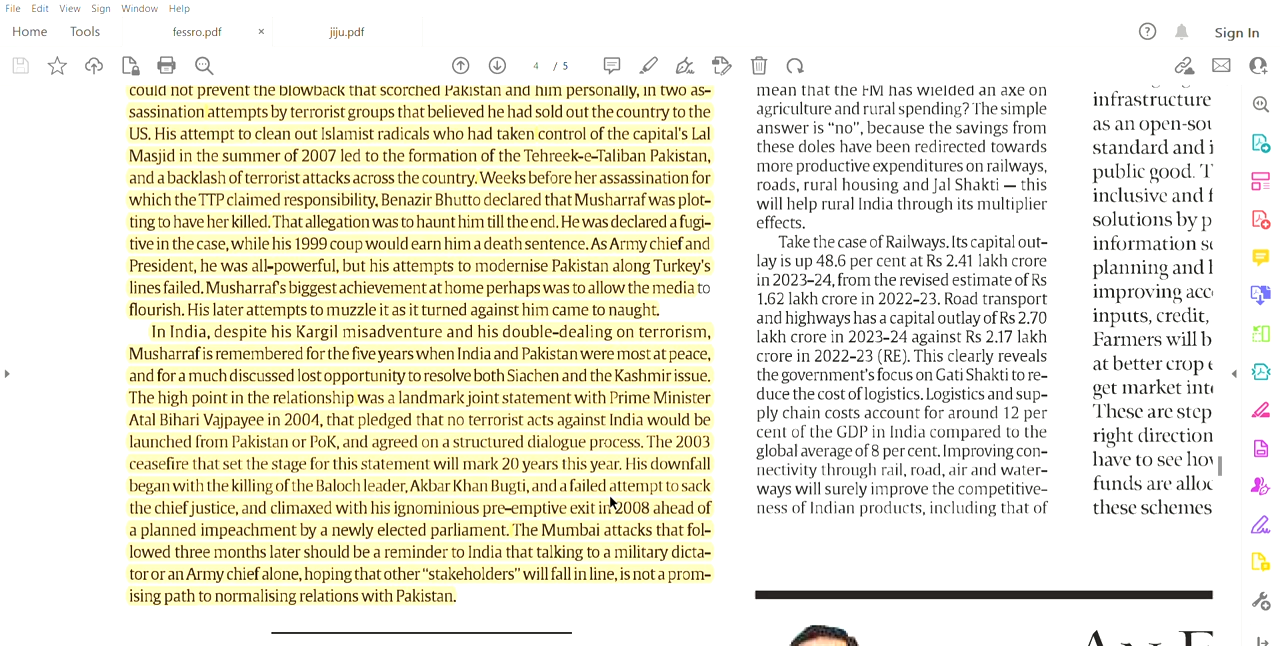 File Edit View Sign Window Help
Home Tools fessro.pdf × jiju.pdf ? Sign In
4 / 5
could not prevent the blowback that scorched Pakistan and him personally, in two as-
sassination attempts by terrorist groups that believed he had sold out the country to the
US. His attempt to clean out Islamist radicals who had taken control of the capital's Lal
Masjid in the summer of 2007 led to the formation of the Tehreek-e-Taliban Pakistan,
and a backlash of terrorist attacks across the country. Weeks before her assassination for
which the TTP claimed responsibility, Benazir Bhutto declared that Musharraf was plot-
ting to have her killed. That allegation was to haunt him till the end. He was declared a fugi-
tive in the case, while his 1999 coup would earn him a death sentence. As Army chief and
President, he was all-powerful, but his attempts to modernise Pakistan along Turkey's
lines failed. Musharraf's biggest achievement at home perhaps was to allow the media to
flourish. His later attempts to muzzle it as it turned against him came to naught.
In India, despite his Kargil misadventure and his double-dealing on terrorism,
Musharraf is remembered for the five years when India and Pakistan were most at peace,
and for a much discussed lost opportunity to resolve both Siachen and the Kashmir issue.
The high point in the relationship was a landmark joint statement with Prime Minister
Atal Bihari Vajpayee in 2004, that pledged that no terrorist acts against India would be
launched from Pakistan or PoK, and agreed on a structured dialogue process. The 2003
ceasefire that set the stage for this statement will mark 20 years this year. His downfall
began with the killing of the Baloch leader, Akbar Khan Bugti, and a failed attempt to sack
the chief justice, and climaxed with his ignominious pre-emptive exit in 2008 ahead of
a planned impeachment by a newly elected parliament. The Mumbai attacks that fol-
lowed three months later should be a reminder to India that talking to a military dicta-
tor or an Army chief alone, hoping that other “stakeholders” will fall in line, is not a prom-
ising path to normalising relations with Pakistan.
mean that the FM has wielded an axe on
agriculture and rural spending? The simple
answer is “no”, because the savings from
these doles have been redirected towards
more productive expenditures on railways,
roads, rural housing and Jal Shakti — this
will help rural India through its multiplier
effects.
Take the case of Railways. Its capital out-
lay is up 48.6 per cent at Rs 2.41 lakh crore
in 2023-24, from the revised estimate of Rs
1.62 lakh crore in 2022-23. Road transport
and highways has a capital outlay of Rs 2.70
lakh crore in 2023-24 against Rs 2.17 lakh
crore in 2022-23 (RE). This clearly reveals
the government's focus on Gati Shakti to re-
duce the cost of logistics. Logistics and sup-
ply chain costs account for around 12 per
cent of the GDP in India compared to the
global average of 8 per cent. Improving con-
nectivity through rail, road, air and water-
ways will surely improve the competitive-
ness of Indian products, including that of
infrastructure
as an open-sou
standard and i
public good. T
inclusive and f
solutions by p
information se
planning and h
improving acc
inputs, credit,
Farmers will b
at better crop e
get market inte
These are step
right direction
have to see how
funds are alloc
these schemes